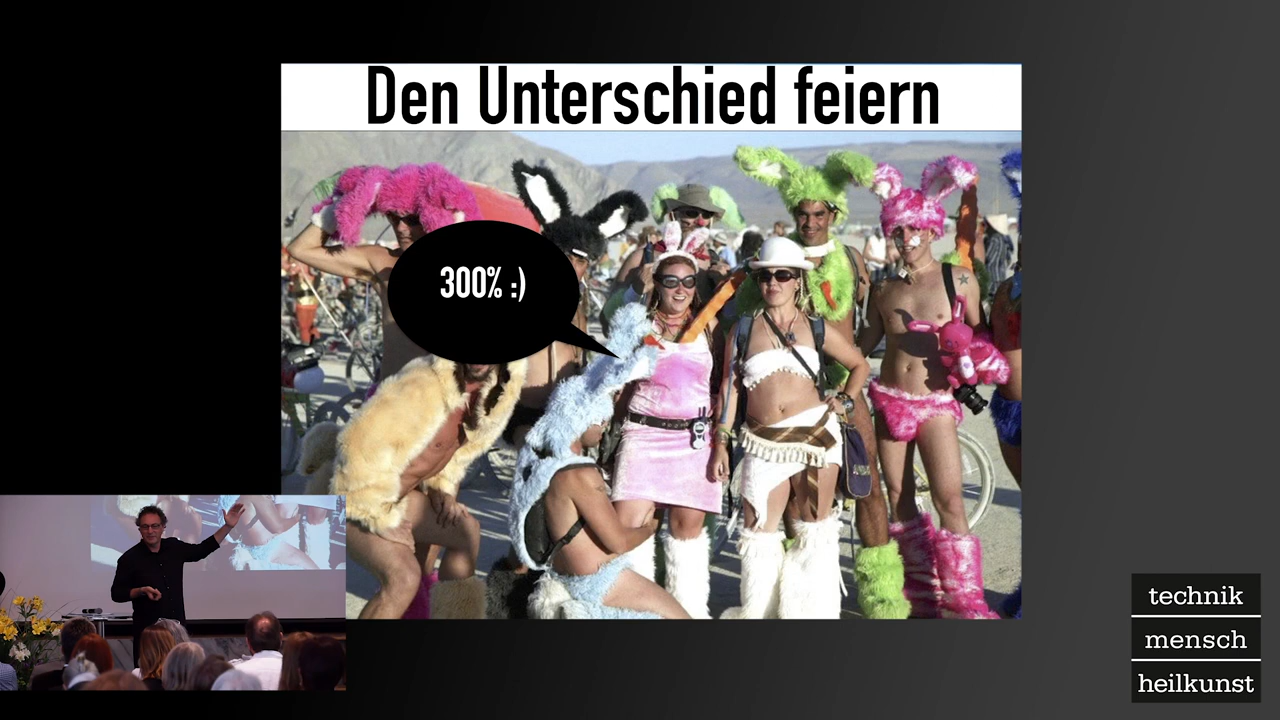 Den Unterschied feiern
300% :)
technik
mensch
heilkunst